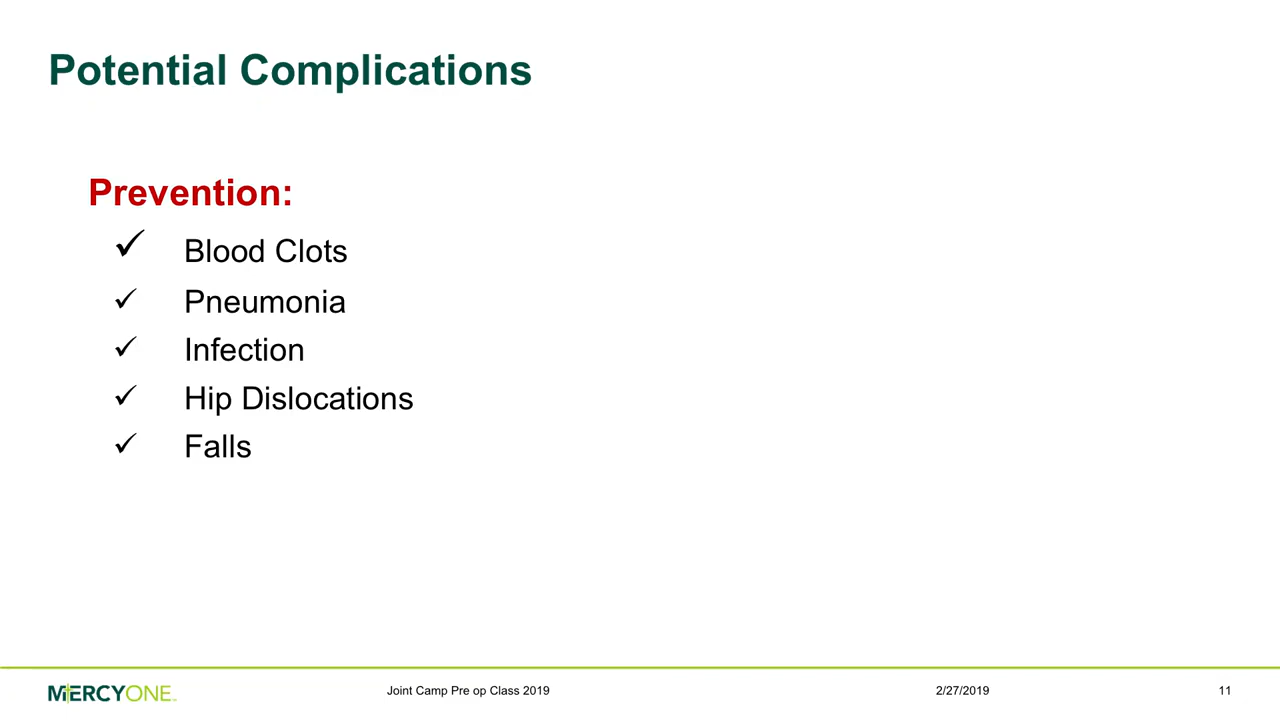 Potential Complications
Prevention:
✓ Blood Clots
✓ Pneumonia
✓ Infection
✓ Hip Dislocations
✓ Falls
MERCYONE™
Joint Camp Pre op Class 2019
2/27/2019
11